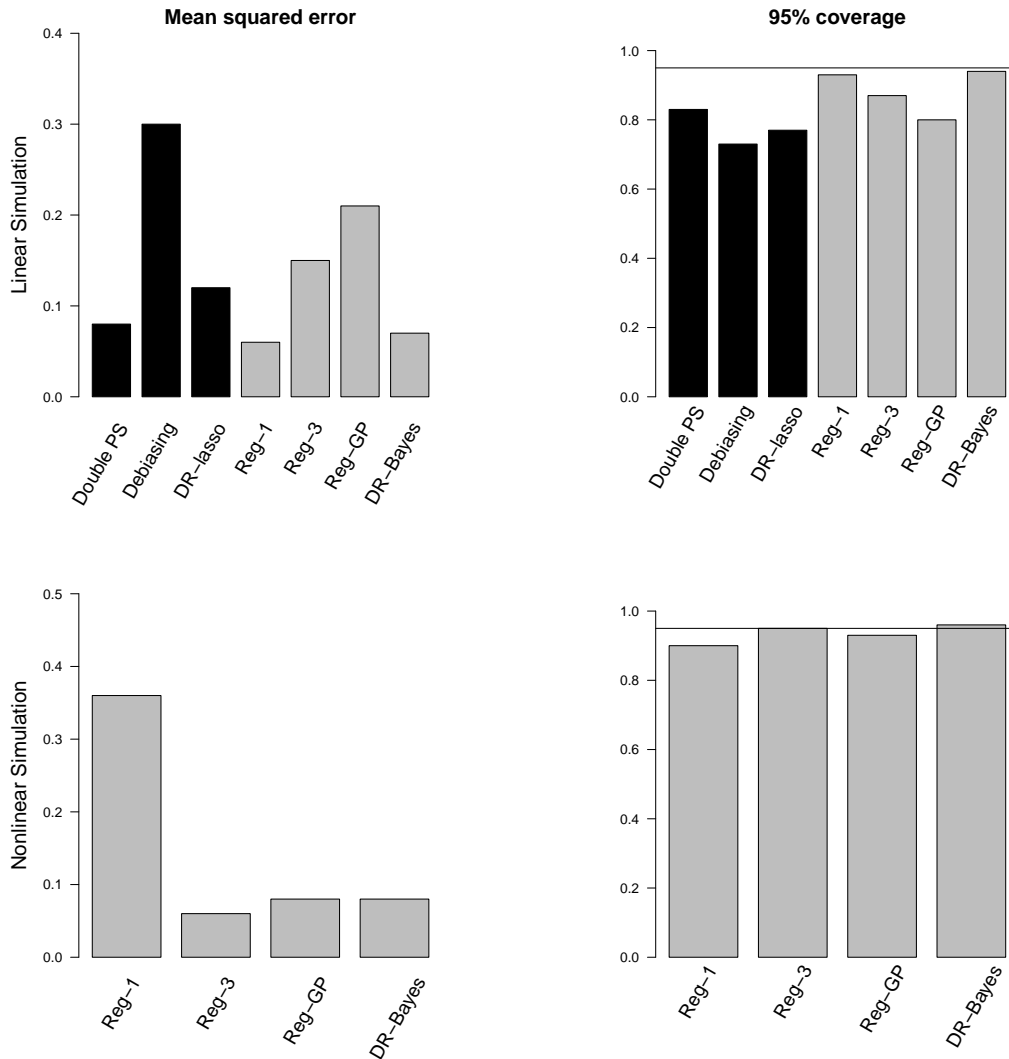 Mean squared error
95% coverage
Linear Simulation
0.4
0.3
0.2
0.1
0.0
Double PS
Debiasing
DR−lasso
Reg−1
Reg−3
Reg−GP
DR−Bayes
1.0
0.8
0.6
0.4
0.2
0.0
Double PS
Debiasing
DR−lasso
Reg−1
Reg−3
Reg−GP
DR−Bayes
Nonlinear Simulation
0.5
0.4
0.3
0.2
0.1
0.0
Reg−1
Reg−3
Reg−GP
DR−Bayes
1.0
0.8
0.6
0.4
0.2
0.0
Reg−1
Reg−3
Reg−GP
DR−Bayes